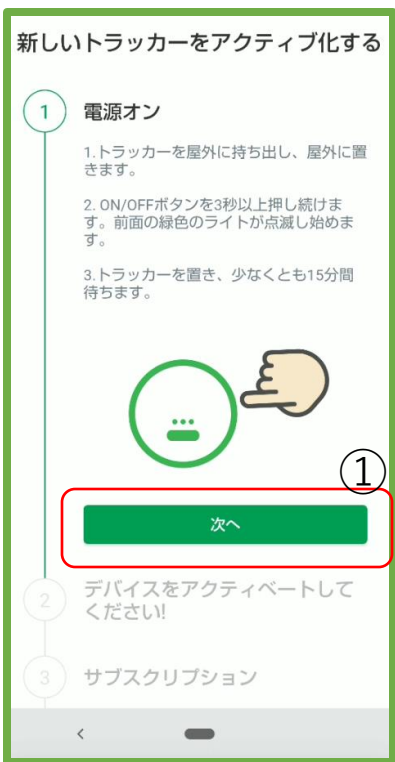 新しいトラッカーをアクティブ化する
1 電源オン
1.トラッカーを屋外に持ち出し、屋外に置
きます。
2. ON/OFFボタンを3秒以上押し続けま
す。前面の緑色のライトが点滅し始めま
す。
3.トラッカーを置き、少なくとも15分間
待ちます。
①
次へ
2 デバイスをアクティベートして
ください!
3 サブスクリプション